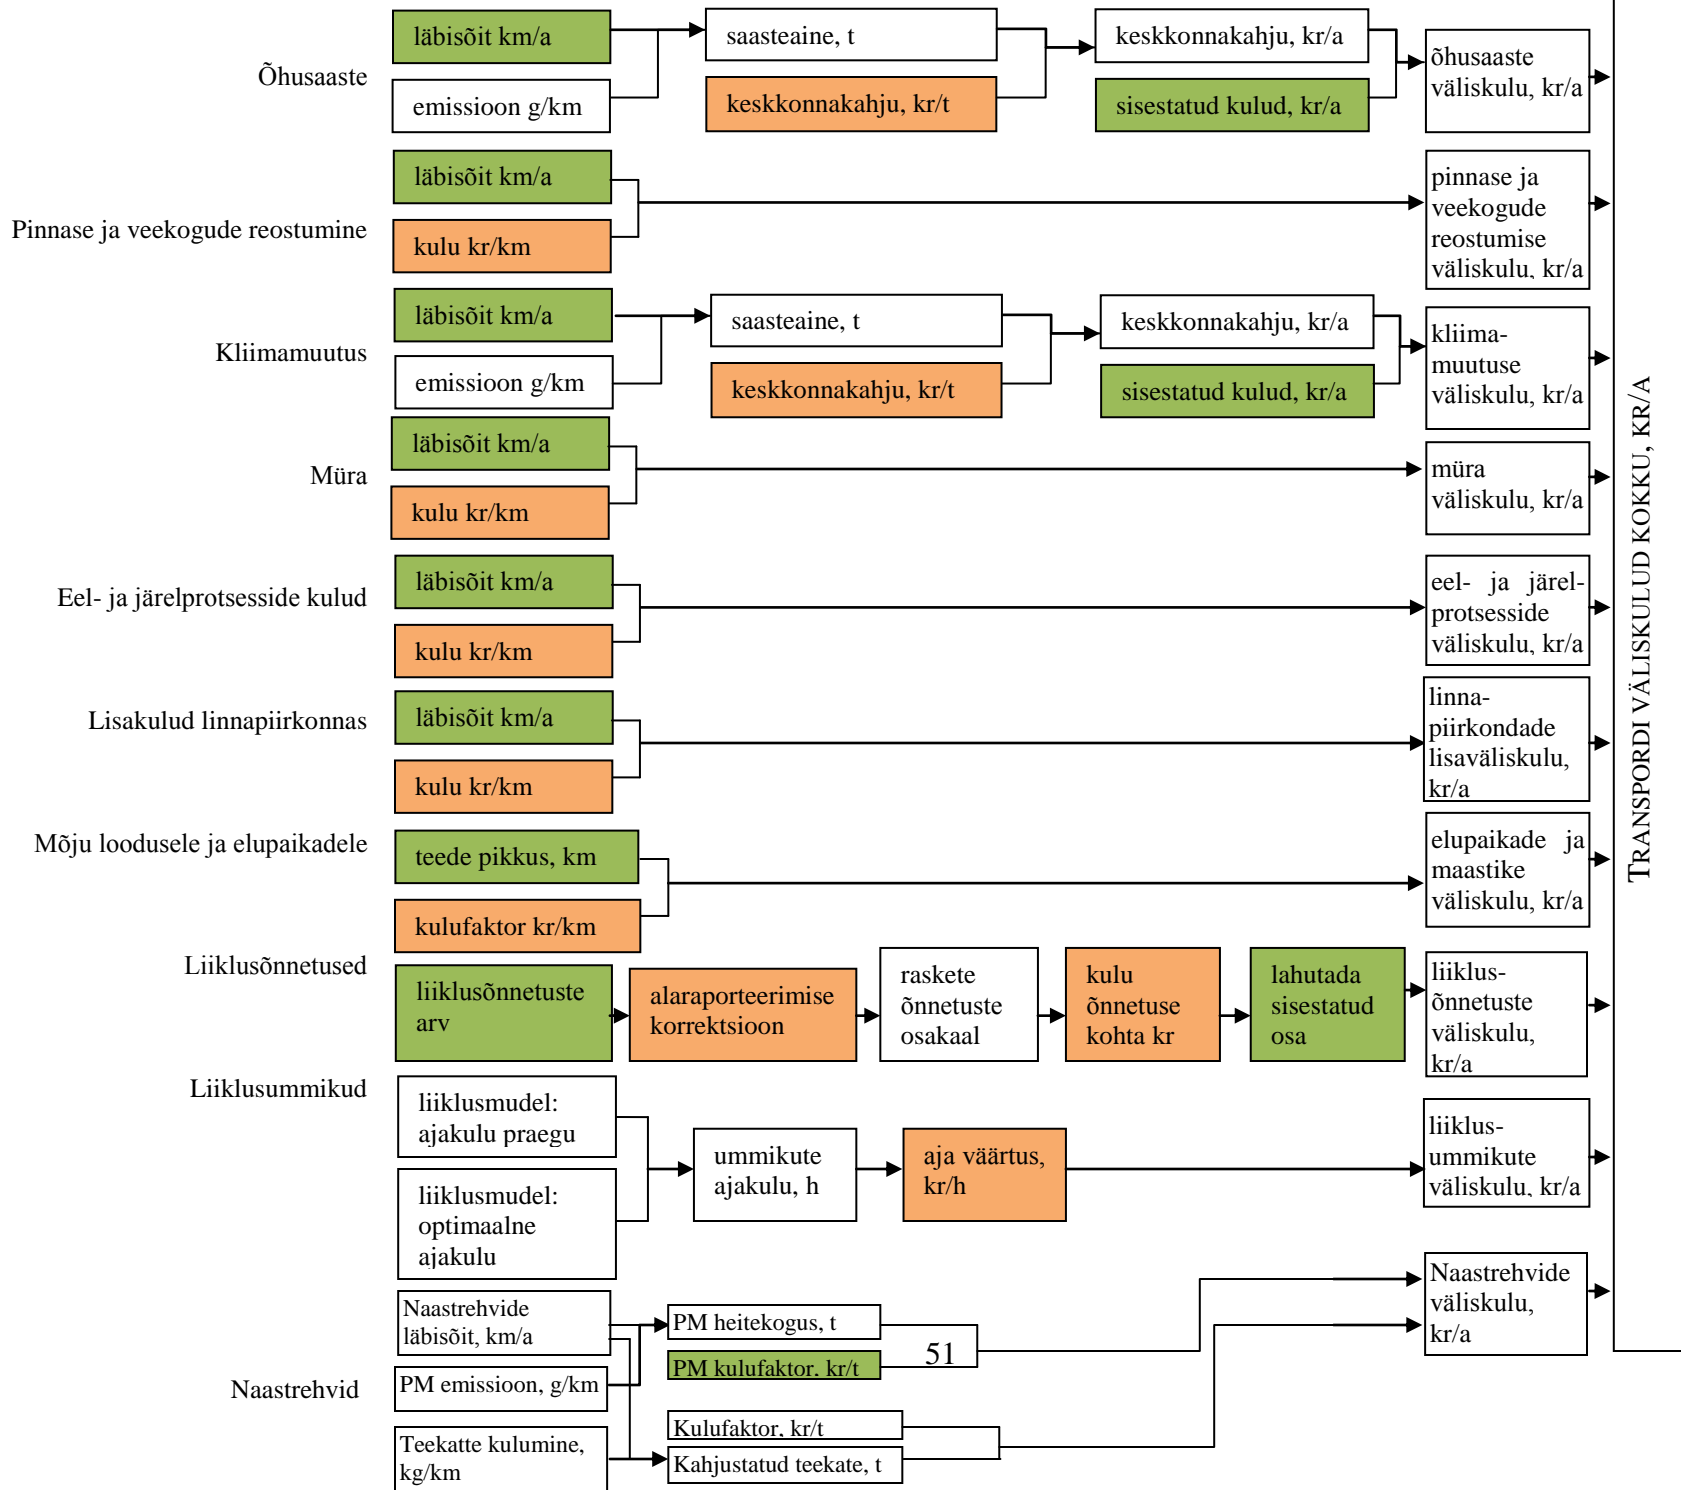 Õhusaaste
läbisõit km/a
emissioon g/km
saasteaine, t
keskkonnakahju, kr/t
keskkonnakahju, kr/a
sisestatud kulud, kr/a
õhusaaste
väliskulu, kr/a
Pinnase ja veekogude reostumine
läbisõit km/a
kulu kr/km
pinnase ja
veekogude
reostumise
väliskulu, kr/a
Kliimamuutus
läbisõit km/a
emissioon g/km
saasteaine, t
keskkonnakahju, kr/t
keskkonnakahju, kr/a
sisestatud kulud, kr/a
kliima-
muutuse
väliskulu, kr/a
Müra
läbisõit km/a
kulu kr/km
müra
väliskulu, kr/a
Eel- ja järelprotsesside kulud
läbisõit km/a
kulu kr/km
eel- ja järel-
protsesside
väliskulu, kr/a
Lisakulud linnapiirkonnas
läbisõit km/a
kulu kr/km
linna-
piirkondade
lisaväliskulu,
kr/a
Mõju loodusele ja elupaikadele
teede pikkus, km
kulufaktor kr/km
elupaikade ja
maastike
väliskulu, kr/a
Liiklusõnnetused
liiklusõnnetuste
arv
alaraporteerimise
korrektsioon
raskete
õnnetuste
osakaal
kulu
õnnetuse
kohta kr
lahutada
sisestatud
osa
liiklus-
õnnetuste
väliskulu,
kr/a
Liiklusummikud
liiklusmudel:
ajakulu praegu
liiklusmudel:
optimaalne
ajakulu
ummikute
ajakulu, h
aja väärtus,
kr/h
liiklus-
ummikute
väliskulu, kr/a
Naastrehvid
Naastrehvide
läbisõit, km/a
PM emissioon, g/km
Teekatte kulumine,
kg/km
PM heitekogus, t
PM kulufaktor, kr/t
Kulufaktor, kr/t
Kahjustatud teekate, t
Naastrehvide
väliskulu,
kr/a
TRANSPORDI VÄLISKULUD KOKKU, KR/A
51